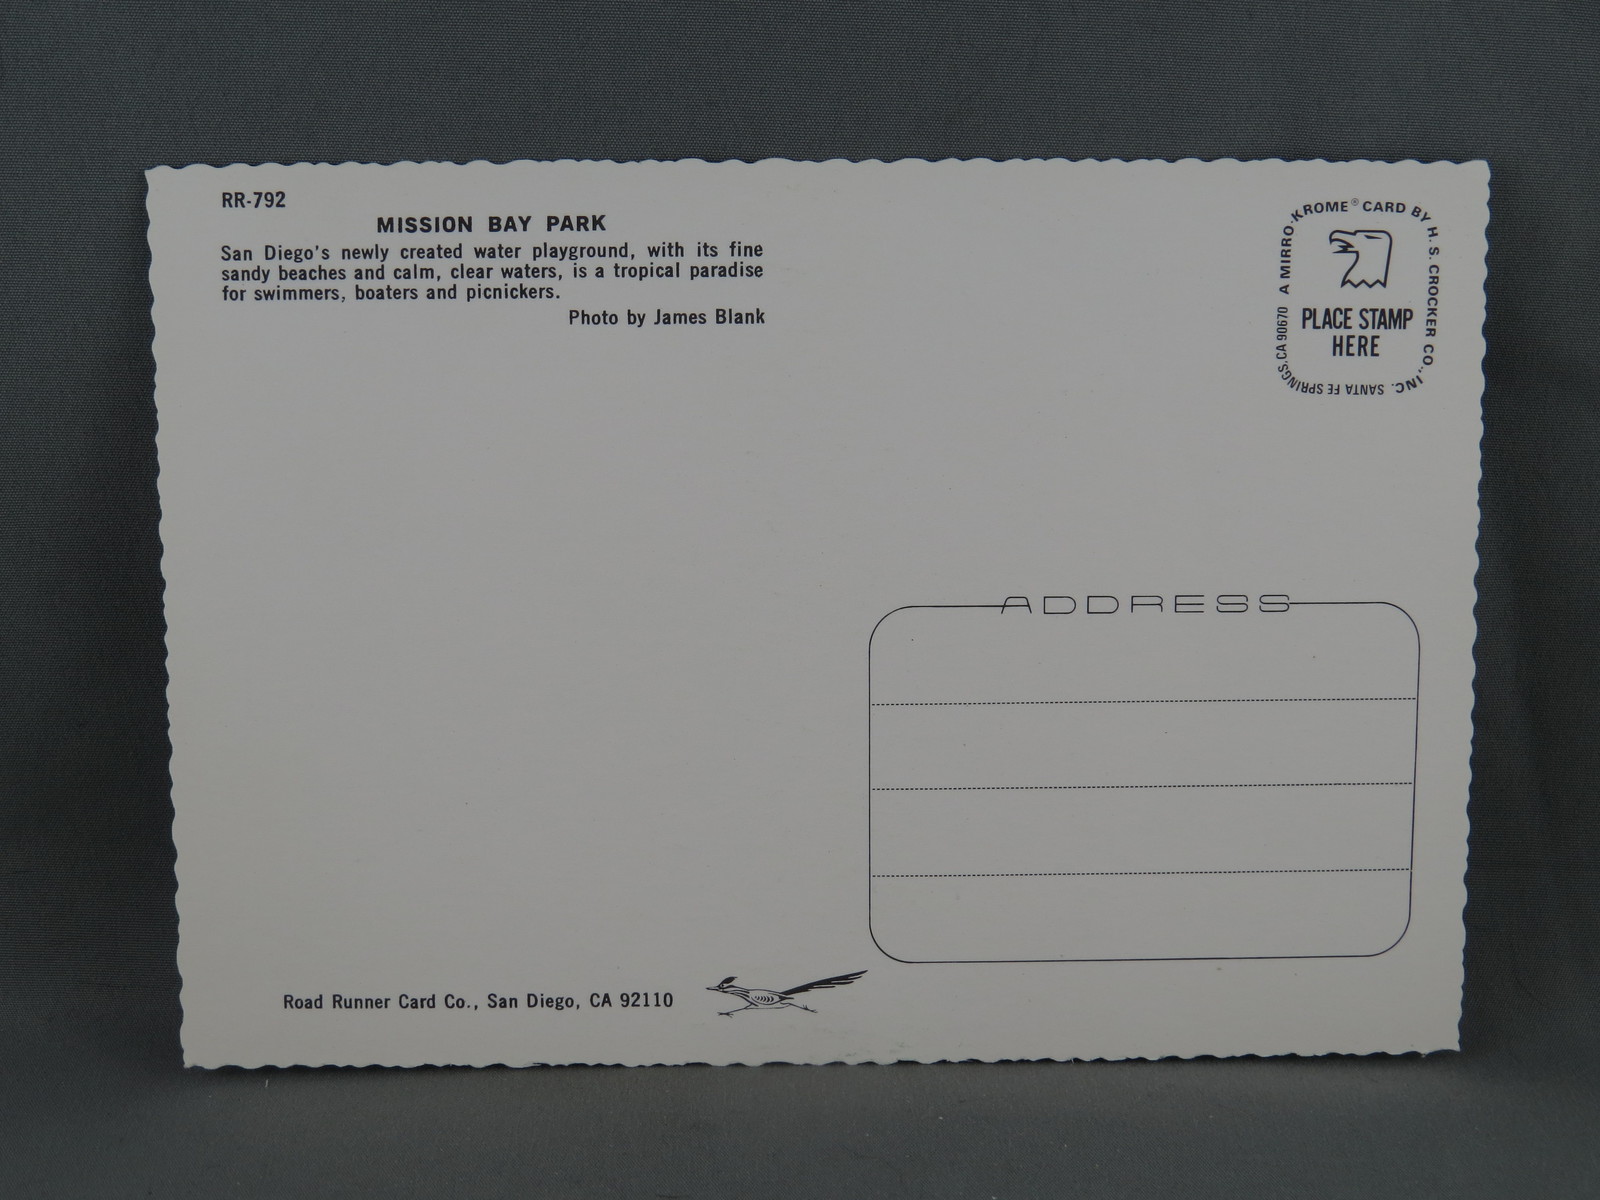 RR-792
MISSION BAY PARK
San Diego's newly created water playground, with its fine
sandy beaches and calm, clear waters, is a tropical paradise
for swimmers, boaters and picnickers.
Photo by James Blank
A MIRRO-KROME® CARD BY H. S. CROCKER CO., INC. SANTA FE SPRINGS, CA 90670
PLACE STAMP
HERE
ADDRESS
Road Runner Card Co., San Diego, CA 92110